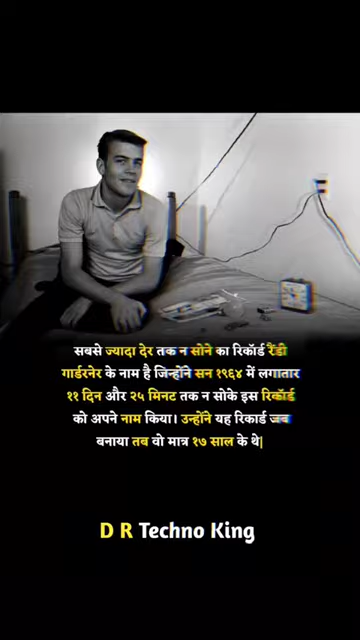 सबसे ज्यादा देर तक न सोने का रिकॉर्ड रैंडी
गार्डरनेर के नाम है जिन्होंने सन १९६४ में लगातार
११ दिन और २५ मिनट तक न सोके इस रिकॉर्ड
को अपने नाम किया। उन्होंने यह रिकार्ड जब
बनाया तब वो मात्र १७ साल के थे|
D R Techno King